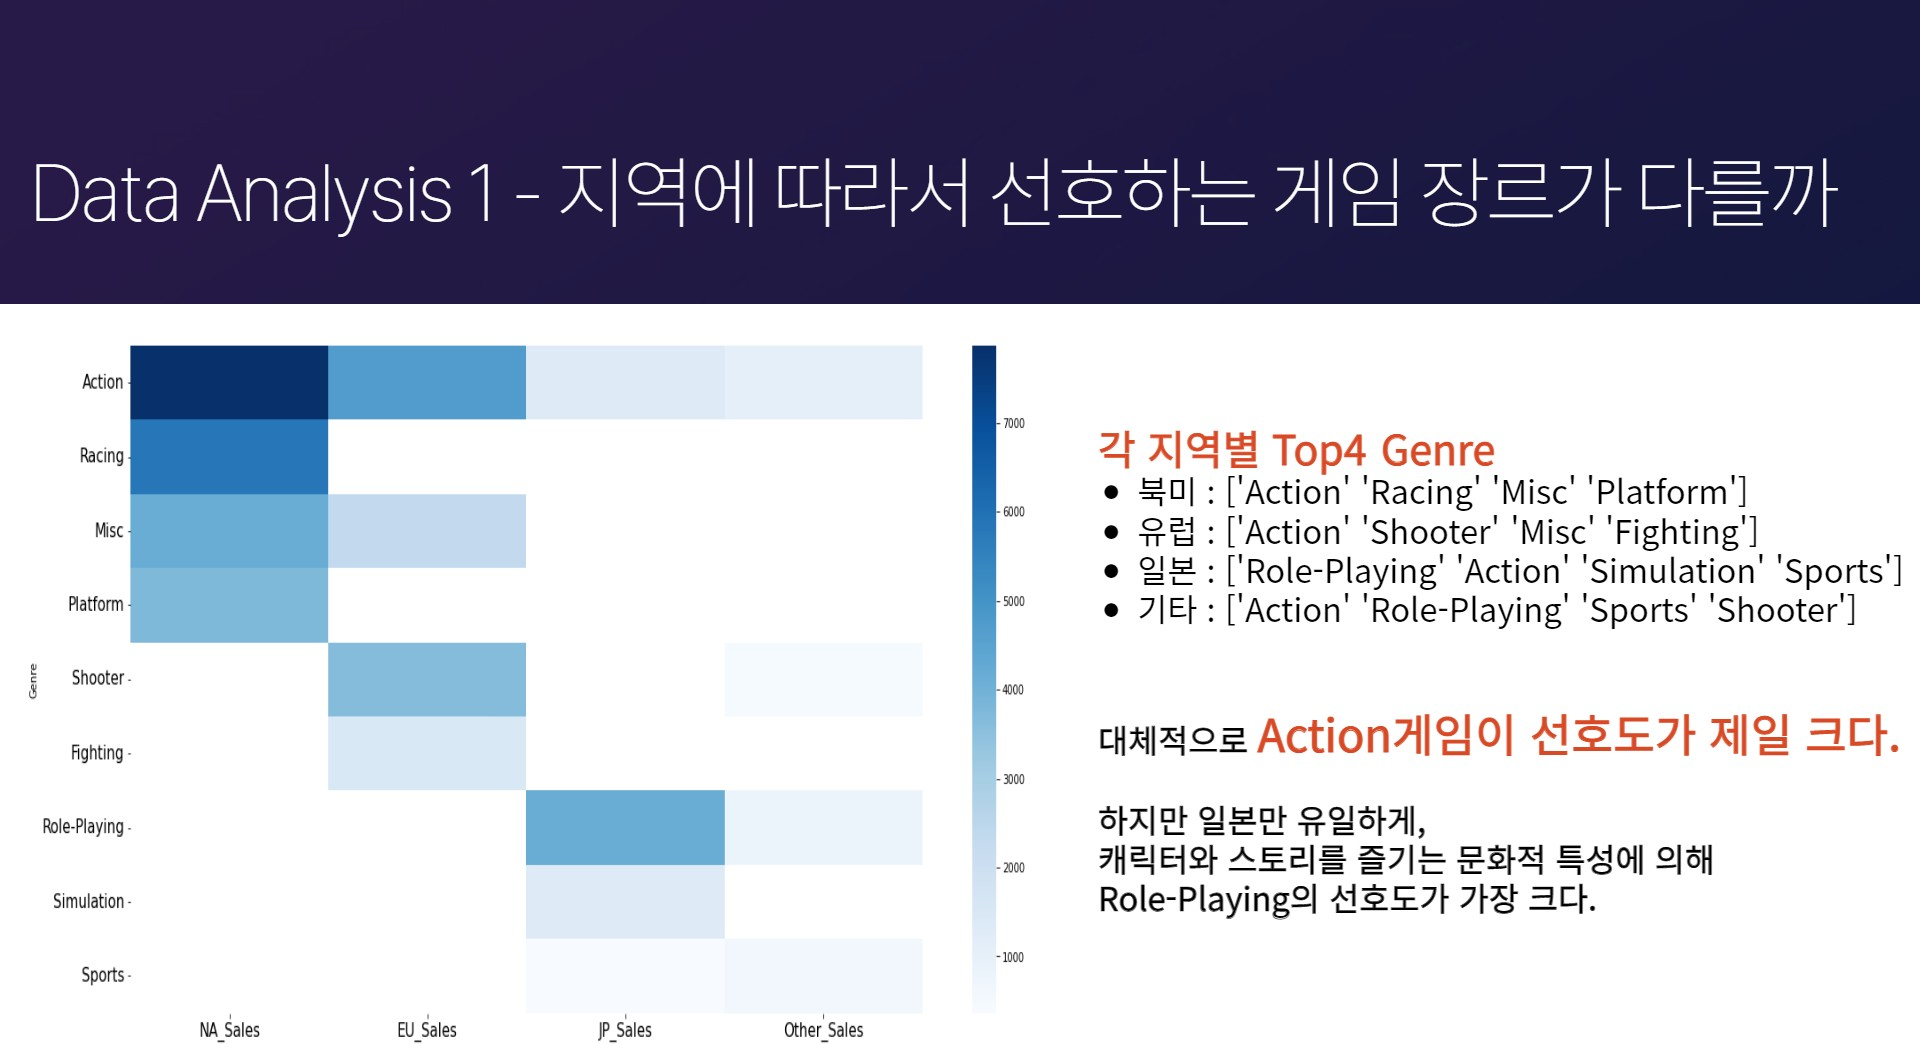 Data Analysis 1 - 지역에 따라서 선호하는 게임 장르가 다를까
Genre
Action
Racing
Misc
Platform
Shooter
Fighting
Role-Playing
Simulation
Sports
NA_Sales
EU_Sales
JP_Sales
Other_Sales
7000
6000
5000
4000
3000
2000
1000
각 지역별 Top4 Genre
• 북미 : ['Action' 'Racing' 'Misc' 'Platform']
• 유럽 : ['Action' 'Shooter' 'Misc' 'Fighting']
• 일본 : ['Role-Playing' 'Action' 'Simulation' 'Sports']
• 기타 : ['Action' 'Role-Playing' 'Sports' 'Shooter']
대체적으로 Action게임이 선호도가 제일 크다.
하지만 일본만 유일하게,
캐릭터와 스토리를 즐기는 문화적 특성에 의해
Role-Playing의 선호도가 가장 크다.